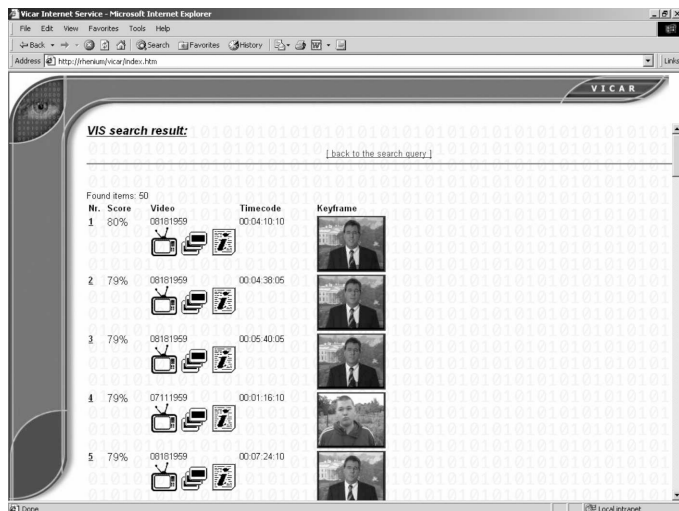 Vicar Internet Service - Microsoft Internet Explorer
File Edit View Favorites Tools Help
Back Search Favorites History
Address http://rhenium/vicar/index.htm Links
VICAR
VIS search result:
[ back to the search query ]
Found items: 50
Nr. Score Video Timecode Keyframe
1 80% 08181959 00:04:10:10
2 79% 08181959 00:04:38:05
3 79% 08181959 00:05:40:05
4 79% 07111959 00:01:16:10
5 79% 08181959 00:07:24:10
Done Local intranet